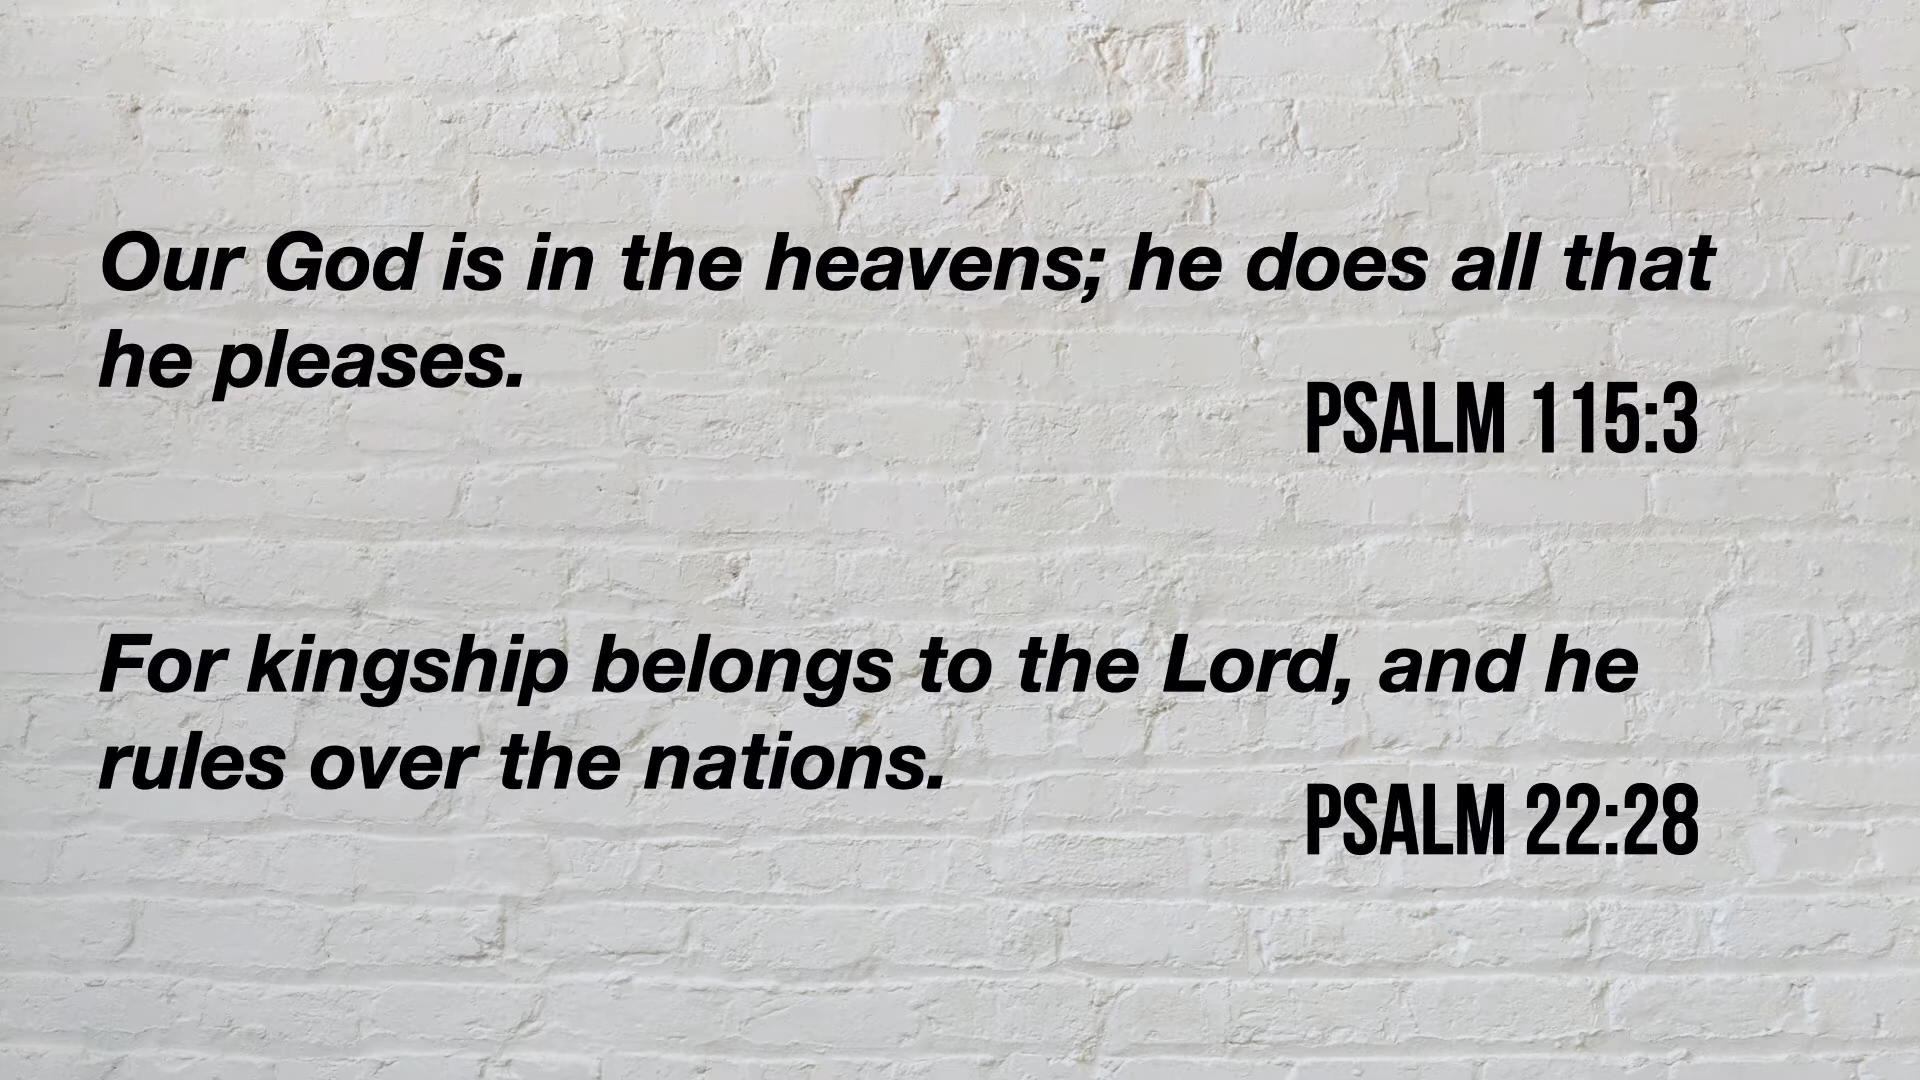 Our God is in the heavens; he does all that
he pleases.
PSALM 115:3
For kingship belongs to the Lord, and he
rules over the nations.
PSALM 22:28